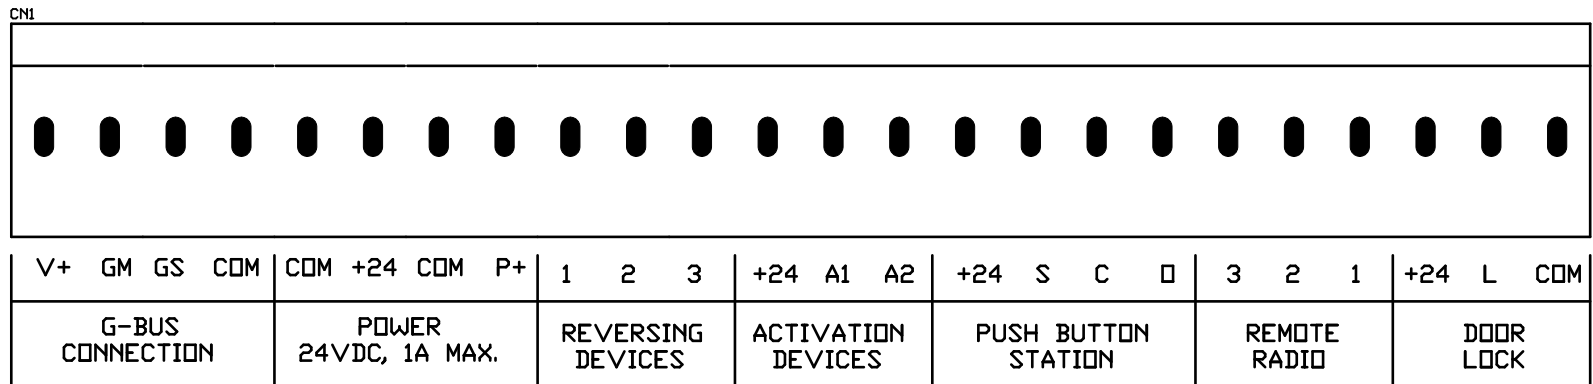 CN1
V+ GM GS COM COM +24 COM P+ 1 2 3 +24 A1 A2 +24 S C O 3 2 1 +24 L COM
G-BUS
CONNECTION
POWER
24VDC, 1A MAX.
REVERSING
DEVICES
ACTIVATION
DEVICES
PUSH BUTTON
STATION
REMOTE
RADIO
DOOR
LOCK